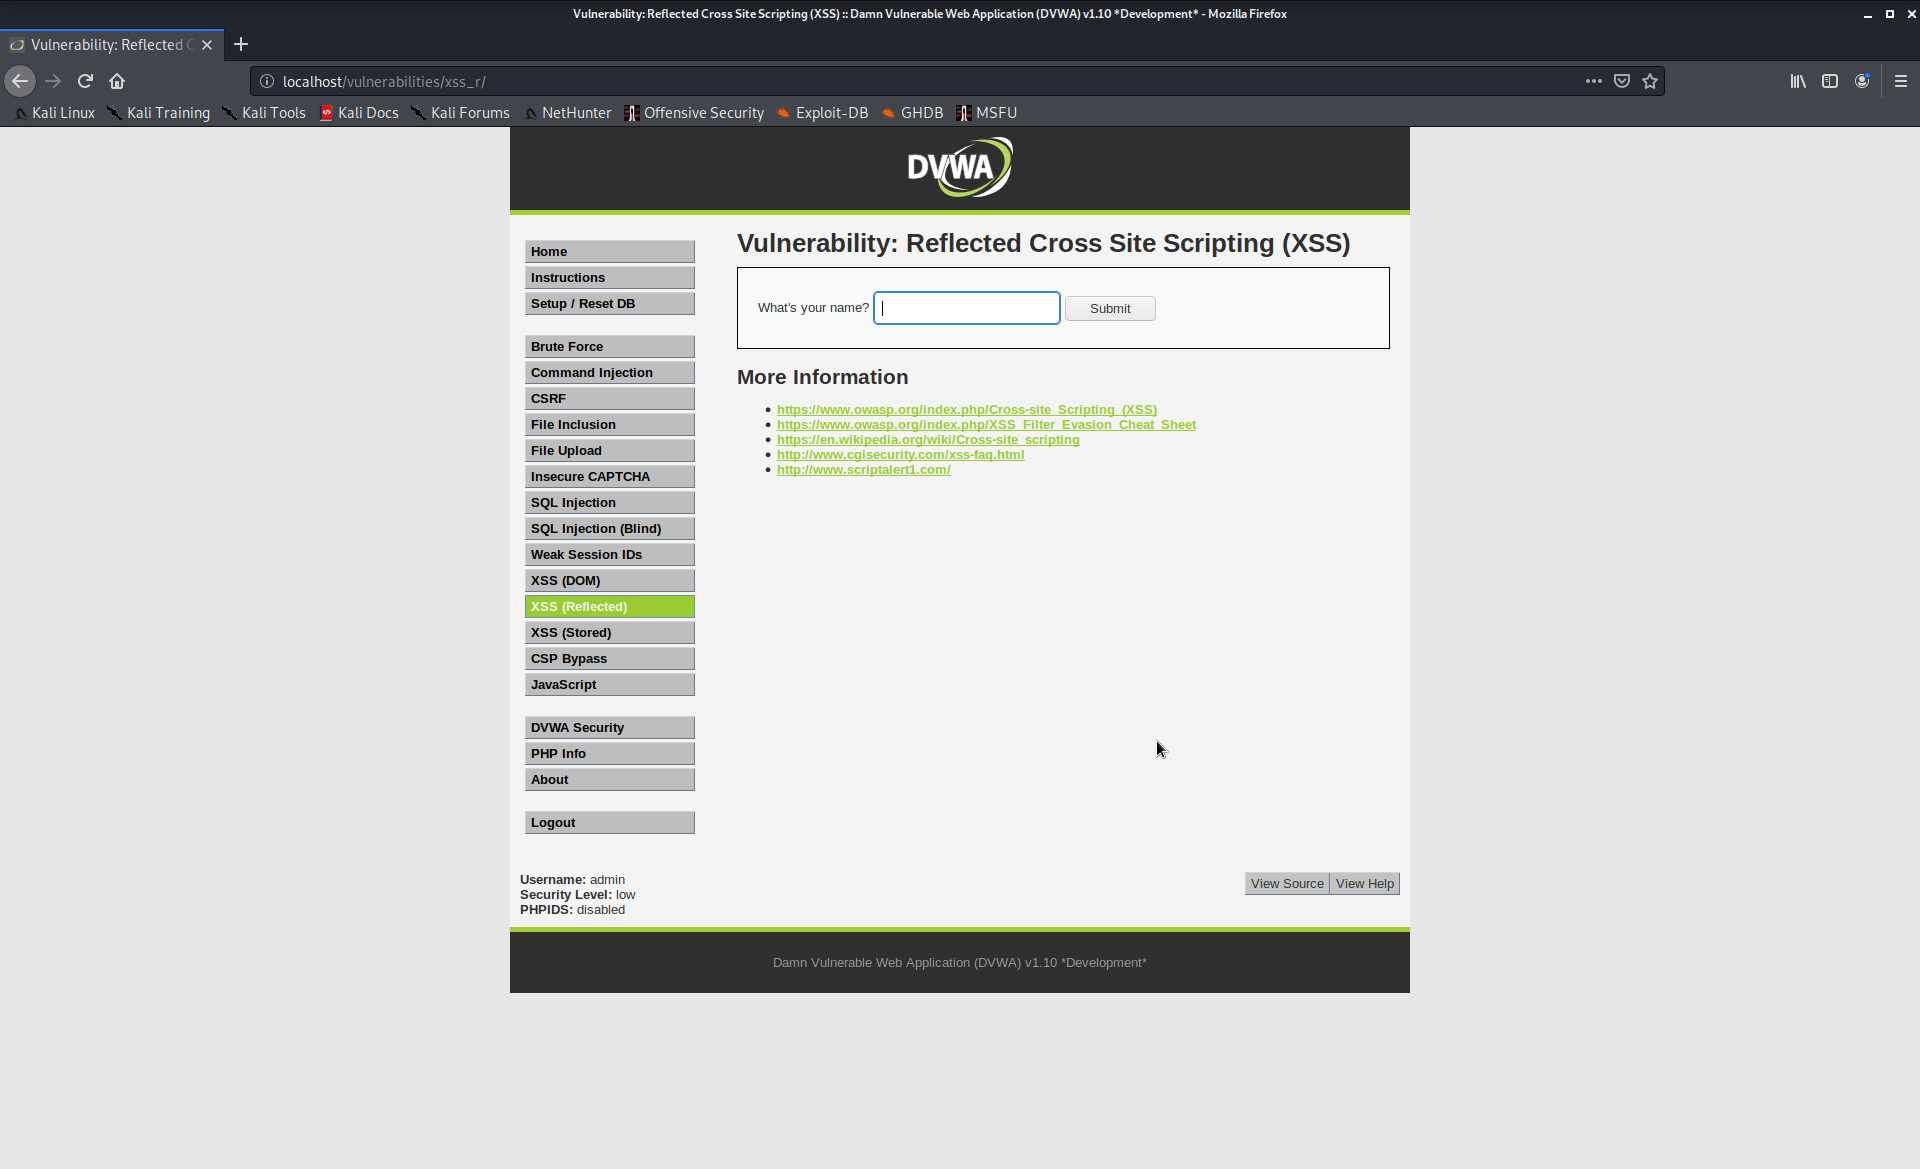 Vulnerability: Reflected Cross Site Scripting (XSS) :: Damn Vulnerable Web Application (DVWA) v1.10 *Development* - Mozilla Firefox
Vulnerability: Reflected C
localhost/vulnerabilities/xss_r/
Kali Linux Kali Training Kali Tools Kali Docs Kali Forums NetHunter Offensive Security Exploit-DB GHDB MSFU
DVWA
Home
Instructions
Setup / Reset DB
Brute Force
Command Injection
CSRF
File Inclusion
File Upload
Insecure CAPTCHA
SQL Injection
SQL Injection (Blind)
Weak Session IDs
XSS (DOM)
XSS (Reflected)
XSS (Stored)
CSP Bypass
JavaScript
DVWA Security
PHP Info
About
Logout
Vulnerability: Reflected Cross Site Scripting (XSS)
What's your name? Submit
More Information
https://www.owasp.org/index.php/Cross-site_Scripting_(XSS)
https://www.owasp.org/index.php/XSS_Filter_Evasion_Cheat_Sheet
https://en.wikipedia.org/wiki/Cross-site_scripting
http://www.cgisecurity.com/xss-faq.html
http://www.scriptalert1.com/
Username: admin
Security Level: low
PHPIDS: disabled
View Source View Help
Damn Vulnerable Web Application (DVWA) v1.10 *Development*